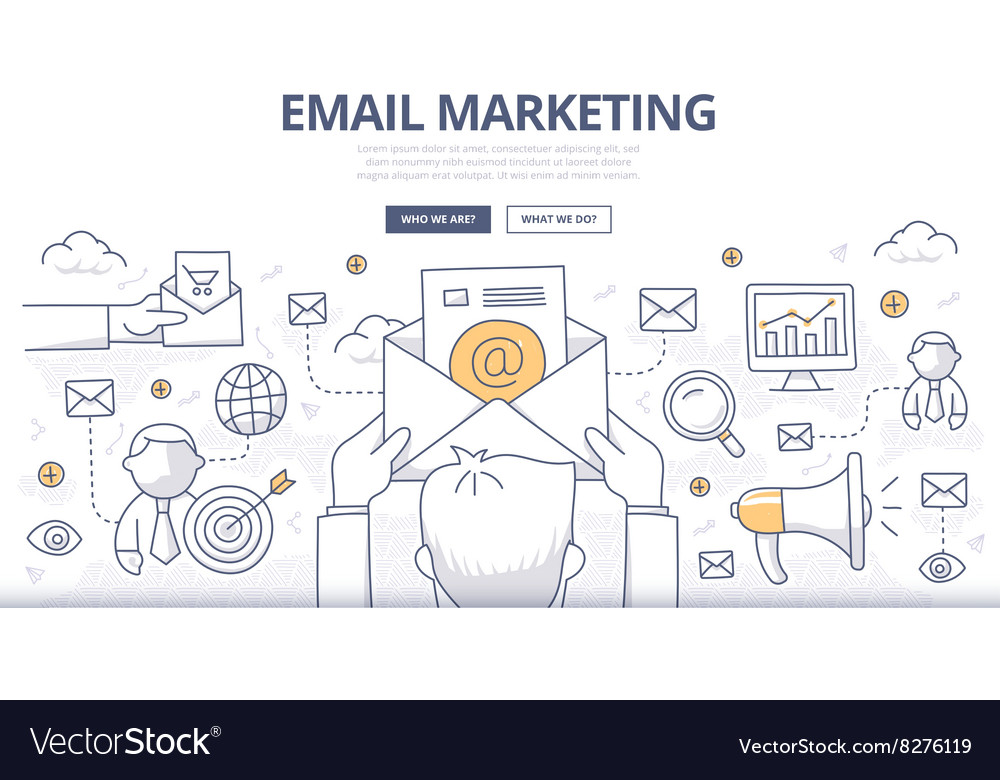 EMAIL MARKETING
Lorem ipsum dolor sit amet, consectetuer adipiscing elit, sed
diam nonummy nibh euismod tincidunt ut laoreet dolore
magna aliquam erat volutpat. Ut wisi enim ad minim veniam.
WHO WE ARE? WHAT WE DO?
@
VectorStock® VectorStock.com/8276119